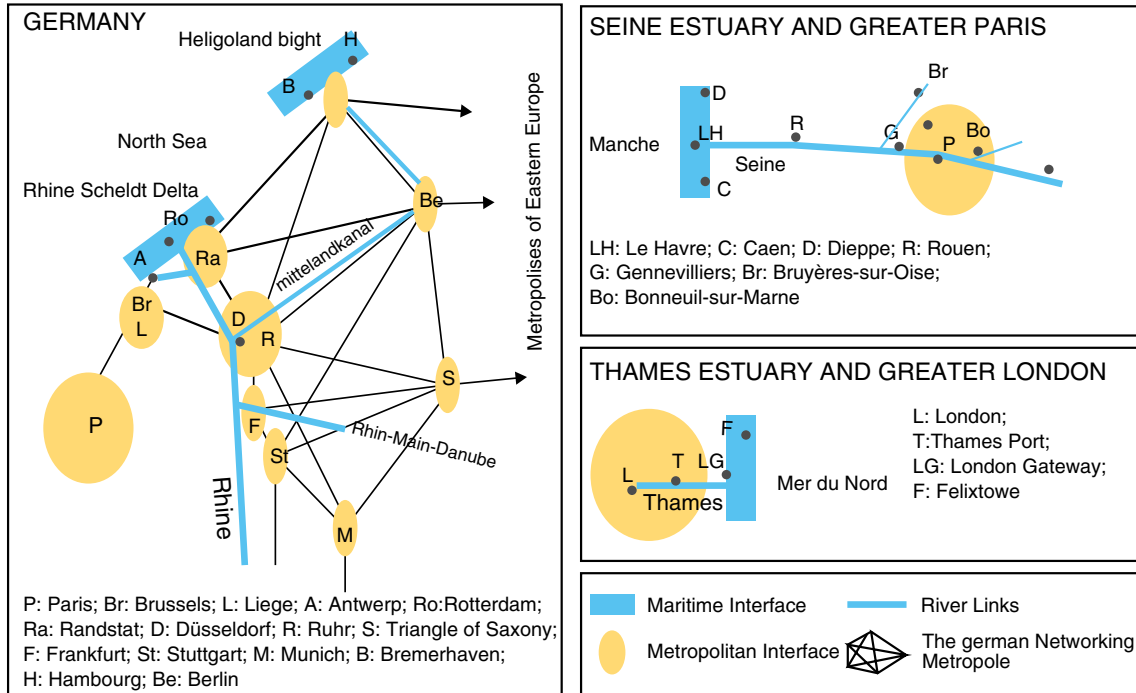 GERMANY
Heligoland bight
H
B
North Sea
Rhine Scheldt Delta
Ro
A
Ra
Be
Br
L
mittelandkanal
D
R
S
P
F
St
Rhin-Main-Danube
Rhine
M
Metropolises of Eastern Europe
P: Paris; Br: Brussels; L: Liege; A: Antwerp; Ro:Rotterdam;
Ra: Randstat; D: Düsseldorf; R: Ruhr; S: Triangle of Saxony;
F: Frankfurt; St: Stuttgart; M: Munich; B: Bremerhaven;
H: Hambourg; Be: Berlin
SEINE ESTUARY AND GREATER PARIS
Br
D
R
G
Bo
Manche
LH
P
Seine
C
LH: Le Havre; C: Caen; D: Dieppe; R: Rouen;
G: Gennevilliers; Br: Bruyères-sur-Oise;
Bo: Bonneuil-sur-Marne
THAMES ESTUARY AND GREATER LONDON
F
T
LG
L
Mer du Nord
Thames
L: London;
T:Thames Port;
LG: London Gateway;
F: Felixtowe
Maritime Interface
River Links
Metropolitan Interface
The german Networking
Metropole